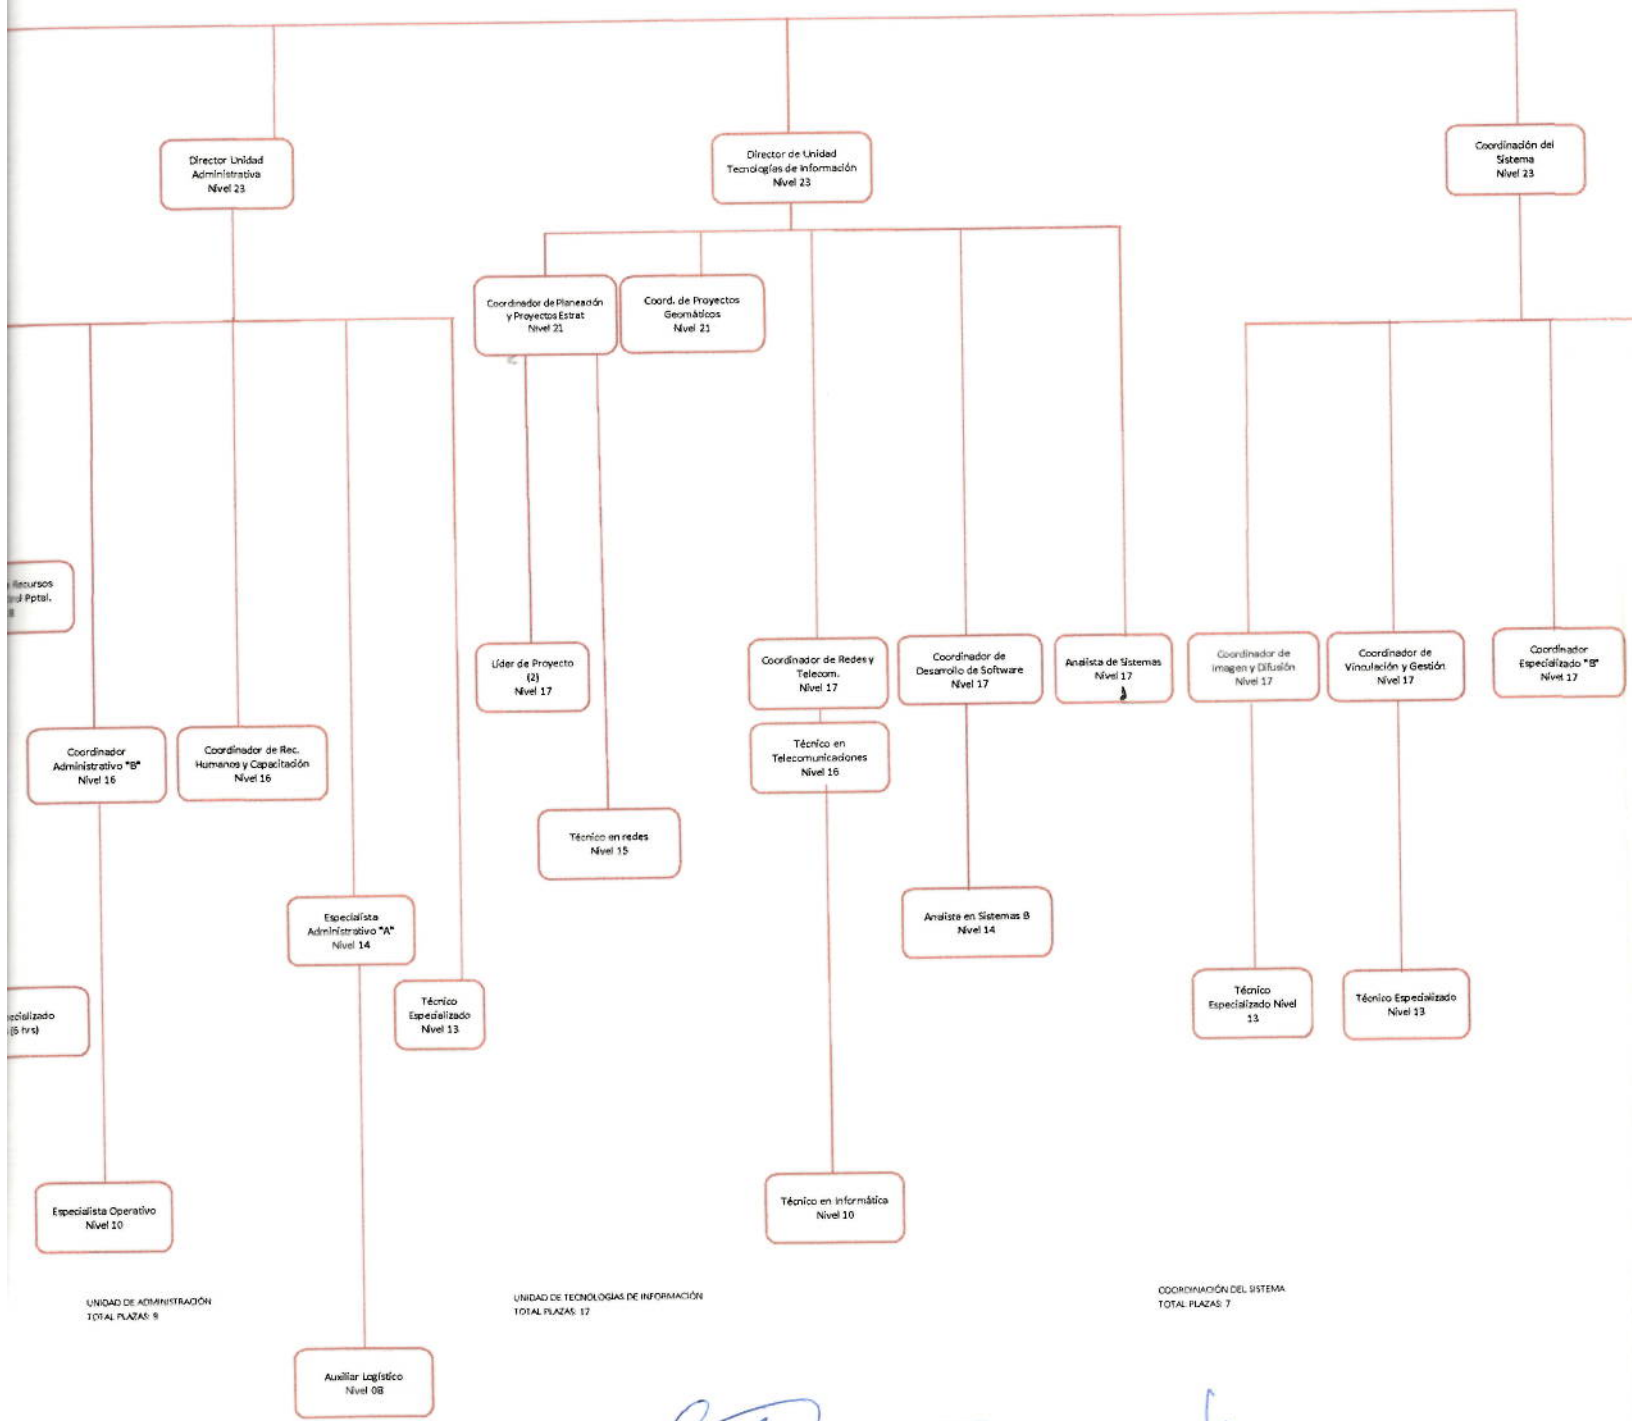 Director Unidad
Administrativa
Nivel 23
Director de Unidad
Tecnologías de Información
Nivel 23
Coordinación del
Sistema
Nivel 23
Coordinador de Planeación
y Proyectos Estrat
Nivel 21
Coord. de Proyectos
Geomáticos
Nivel 21
Recursos
Pptal.
Líder de Proyecto
(2)
Nivel 17
Coordinador de Redes y
Telecom.
Nivel 17
Coordinador de
Desarrollo de Software
Nivel 17
Analista de Sistemas
Nivel 17
Coordinador de
Imagen y Difusión
Nivel 17
Coordinador de
Vinculación y Gestión
Nivel 17
Coordinador
Especializado "B"
Nivel 17
Coordinador
Administrativo "B"
Nivel 16
Coordinador de Rec.
Humanos y Capacitación
Nivel 16
Técnico en
Telecomunicaciones
Nivel 16
Técnico en redes
Nivel 15
Especialista
Administrativo "A"
Nivel 14
Analista en Sistemas B
Nivel 14
ecializado
(6 hrs)
Técnico
Especializado
Nivel 13
Técnico
Especializado Nivel
13
Técnico Especializado
Nivel 13
Especialista Operativo
Nivel 10
Técnico en Informática
Nivel 10
UNIDAD DE ADMINISTRACIÓN
TOTAL PLAZAS: 9
UNIDAD DE TECNOLOGÍAS DE INFORMACIÓN
TOTAL PLAZAS: 12
COORDINACIÓN DEL SISTEMA
TOTAL PLAZAS: 7
Auxiliar Logístico
Nivel 08